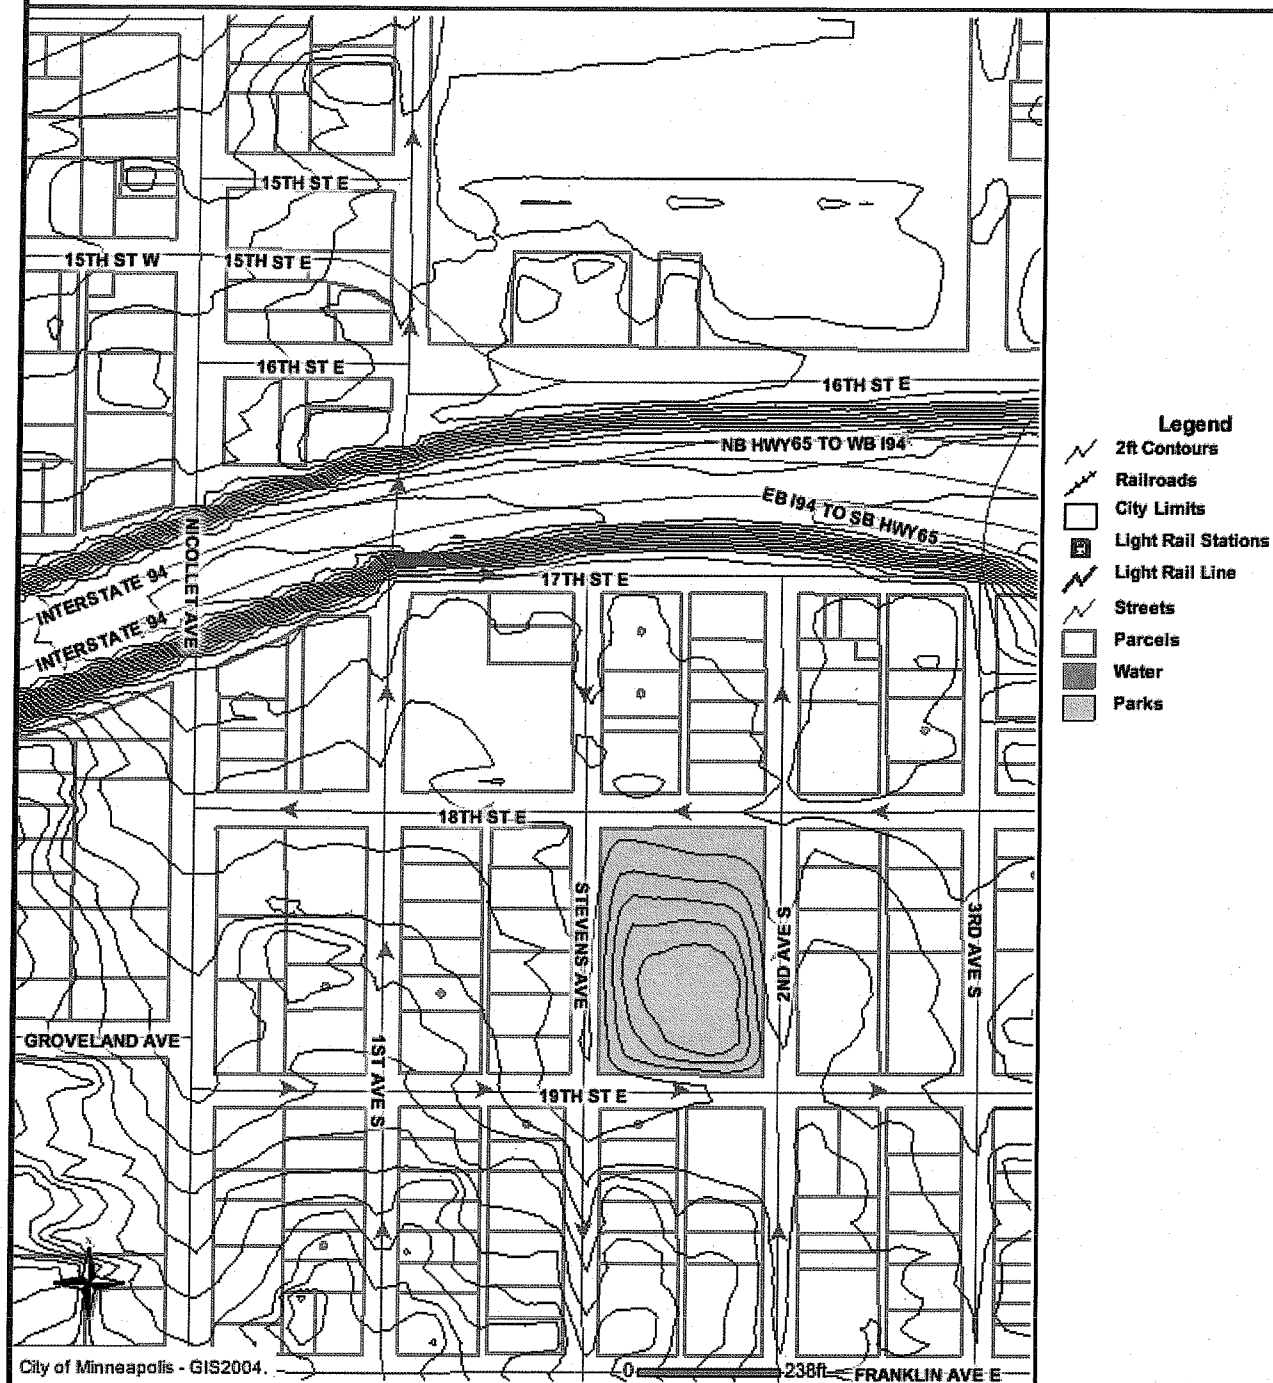 15TH ST E
15TH ST W
15TH ST E
16TH ST E
16TH ST E
NB HWY65 TO WB I94
EB I94 TO SB HWY65
NICOLLET AVE
INTERSTATE 94
INTERSTATE 94
17TH ST E
18TH ST E
STEVENS AVE
2ND AVE S
3RD AVE S
GROVELAND AVE
1ST AVE S
19TH ST E
N
City of Minneapolis - GIS2004.
0 238ft
FRANKLIN AVE E
Legend
2ft Contours
Railroads
City Limits
Light Rail Stations
Light Rail Line
Streets
Parcels
Water
Parks